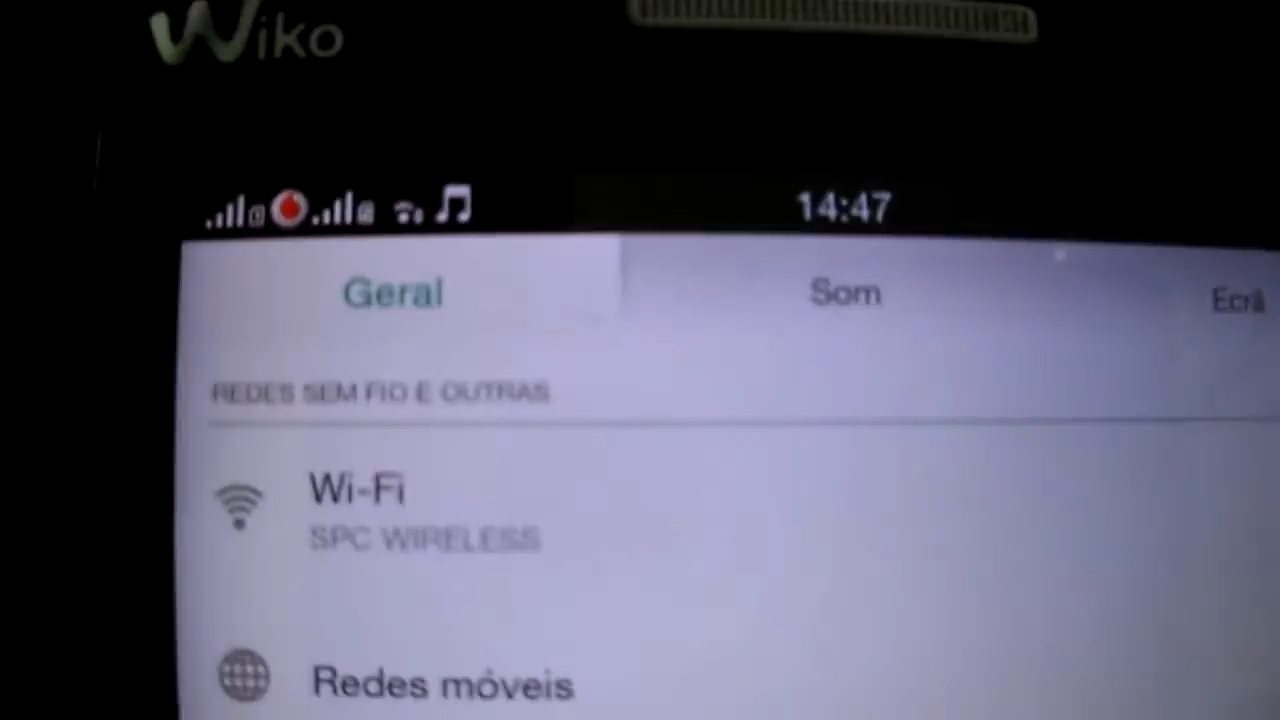 Wiko
14:47
Geral Som Ecrã
REDES SEM FIO E OUTRAS
Wi-Fi
SPC WIRELESS
Redes móveis